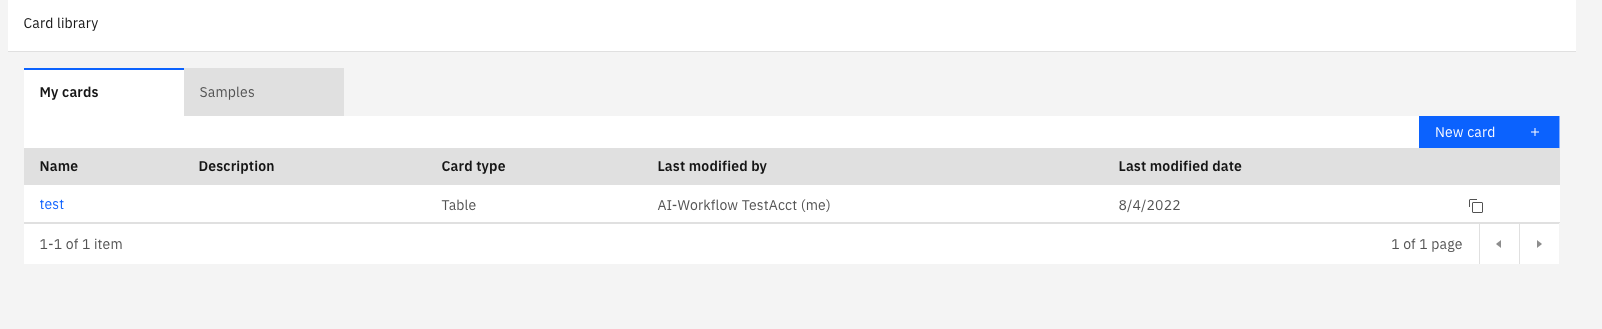 Card library
My cards Samples
New card +
Name Description Card type Last modified by Last modified date
test Table AI-Workflow TestAcct (me) 8/4/2022
1-1 of 1 item 1 of 1 page